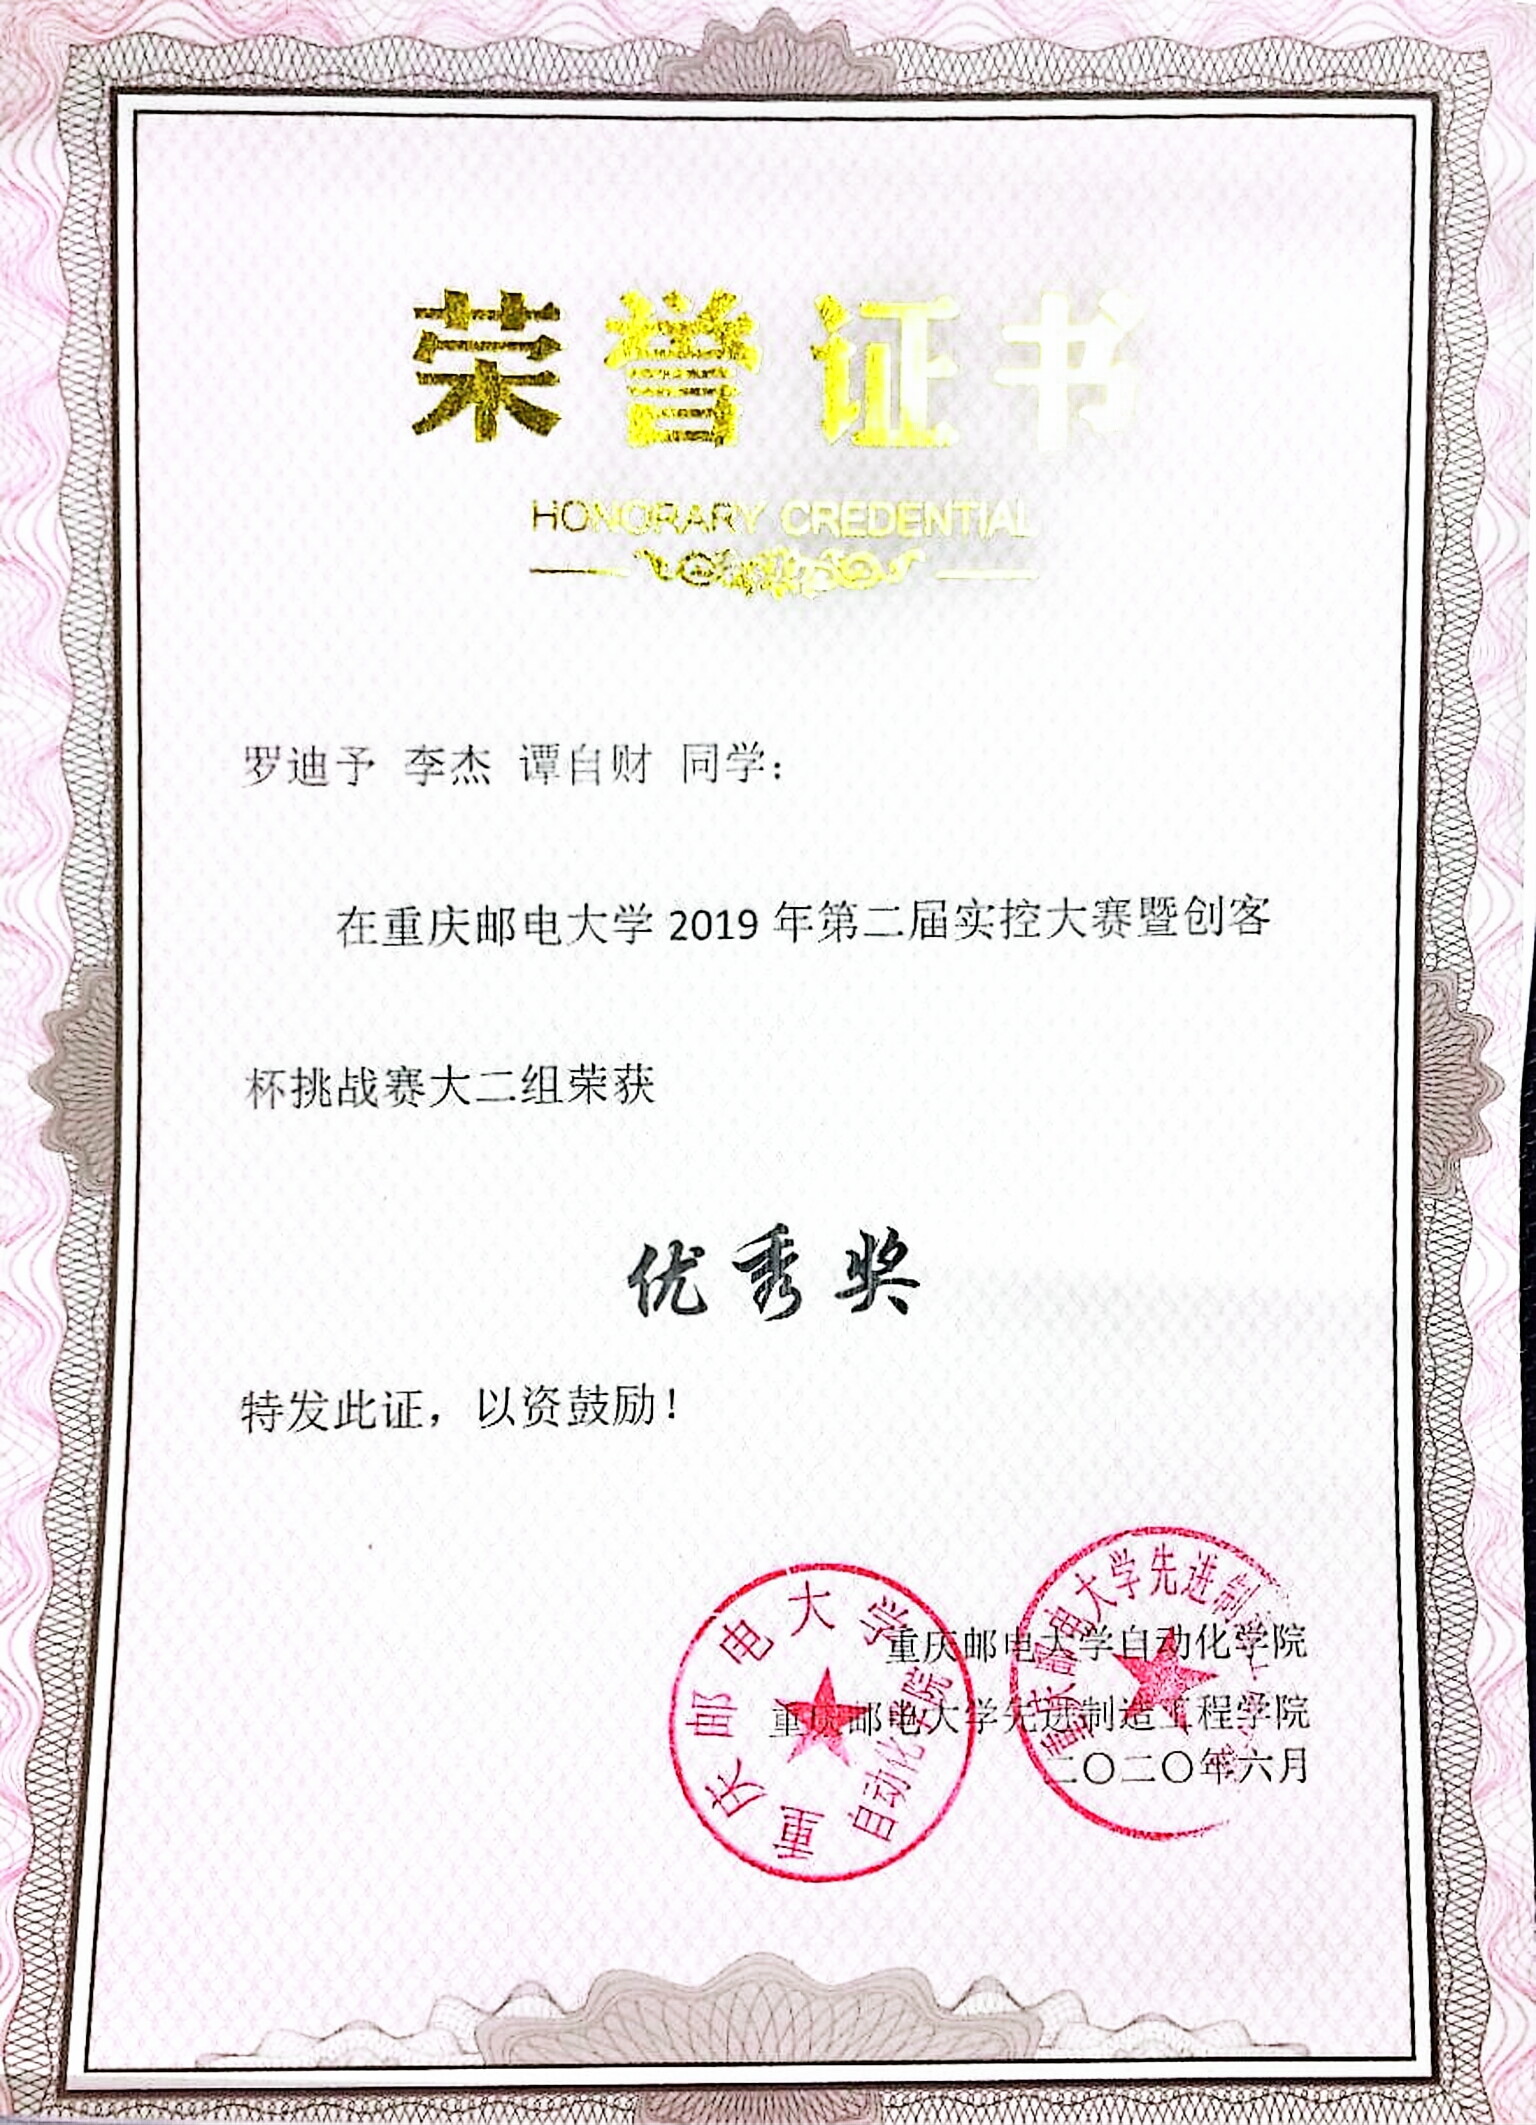 荣誉证书
HONORARY CREDENTIAL
罗迪予 李杰 谭自财 同学：
在重庆邮电大学 2019 年第二届实控大赛暨创客
杯挑战赛大二组荣获
优秀奖
特发此证，以资鼓励！
重庆邮电大学自动化学院
重庆邮电大学先进制造工程学院
二〇二〇年六月
重庆邮电大学
自动化学院
重庆邮电大学先进制